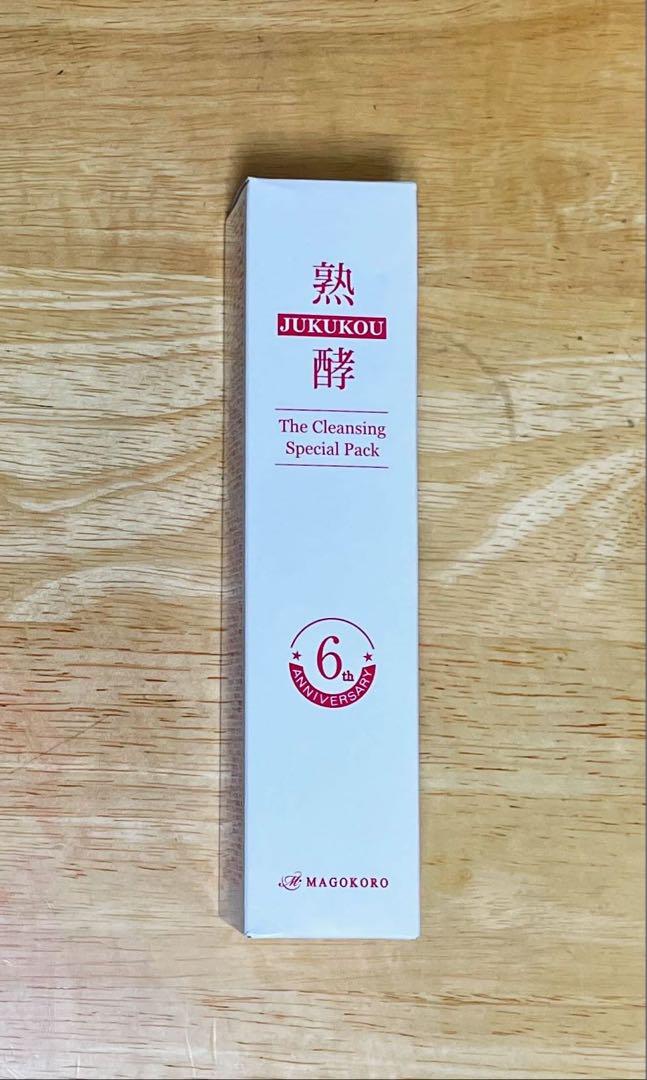 熟
JUKUKOU
酵
The Cleansing
Special Pack
6th
ANNIVERSARY
M MAGOKORO